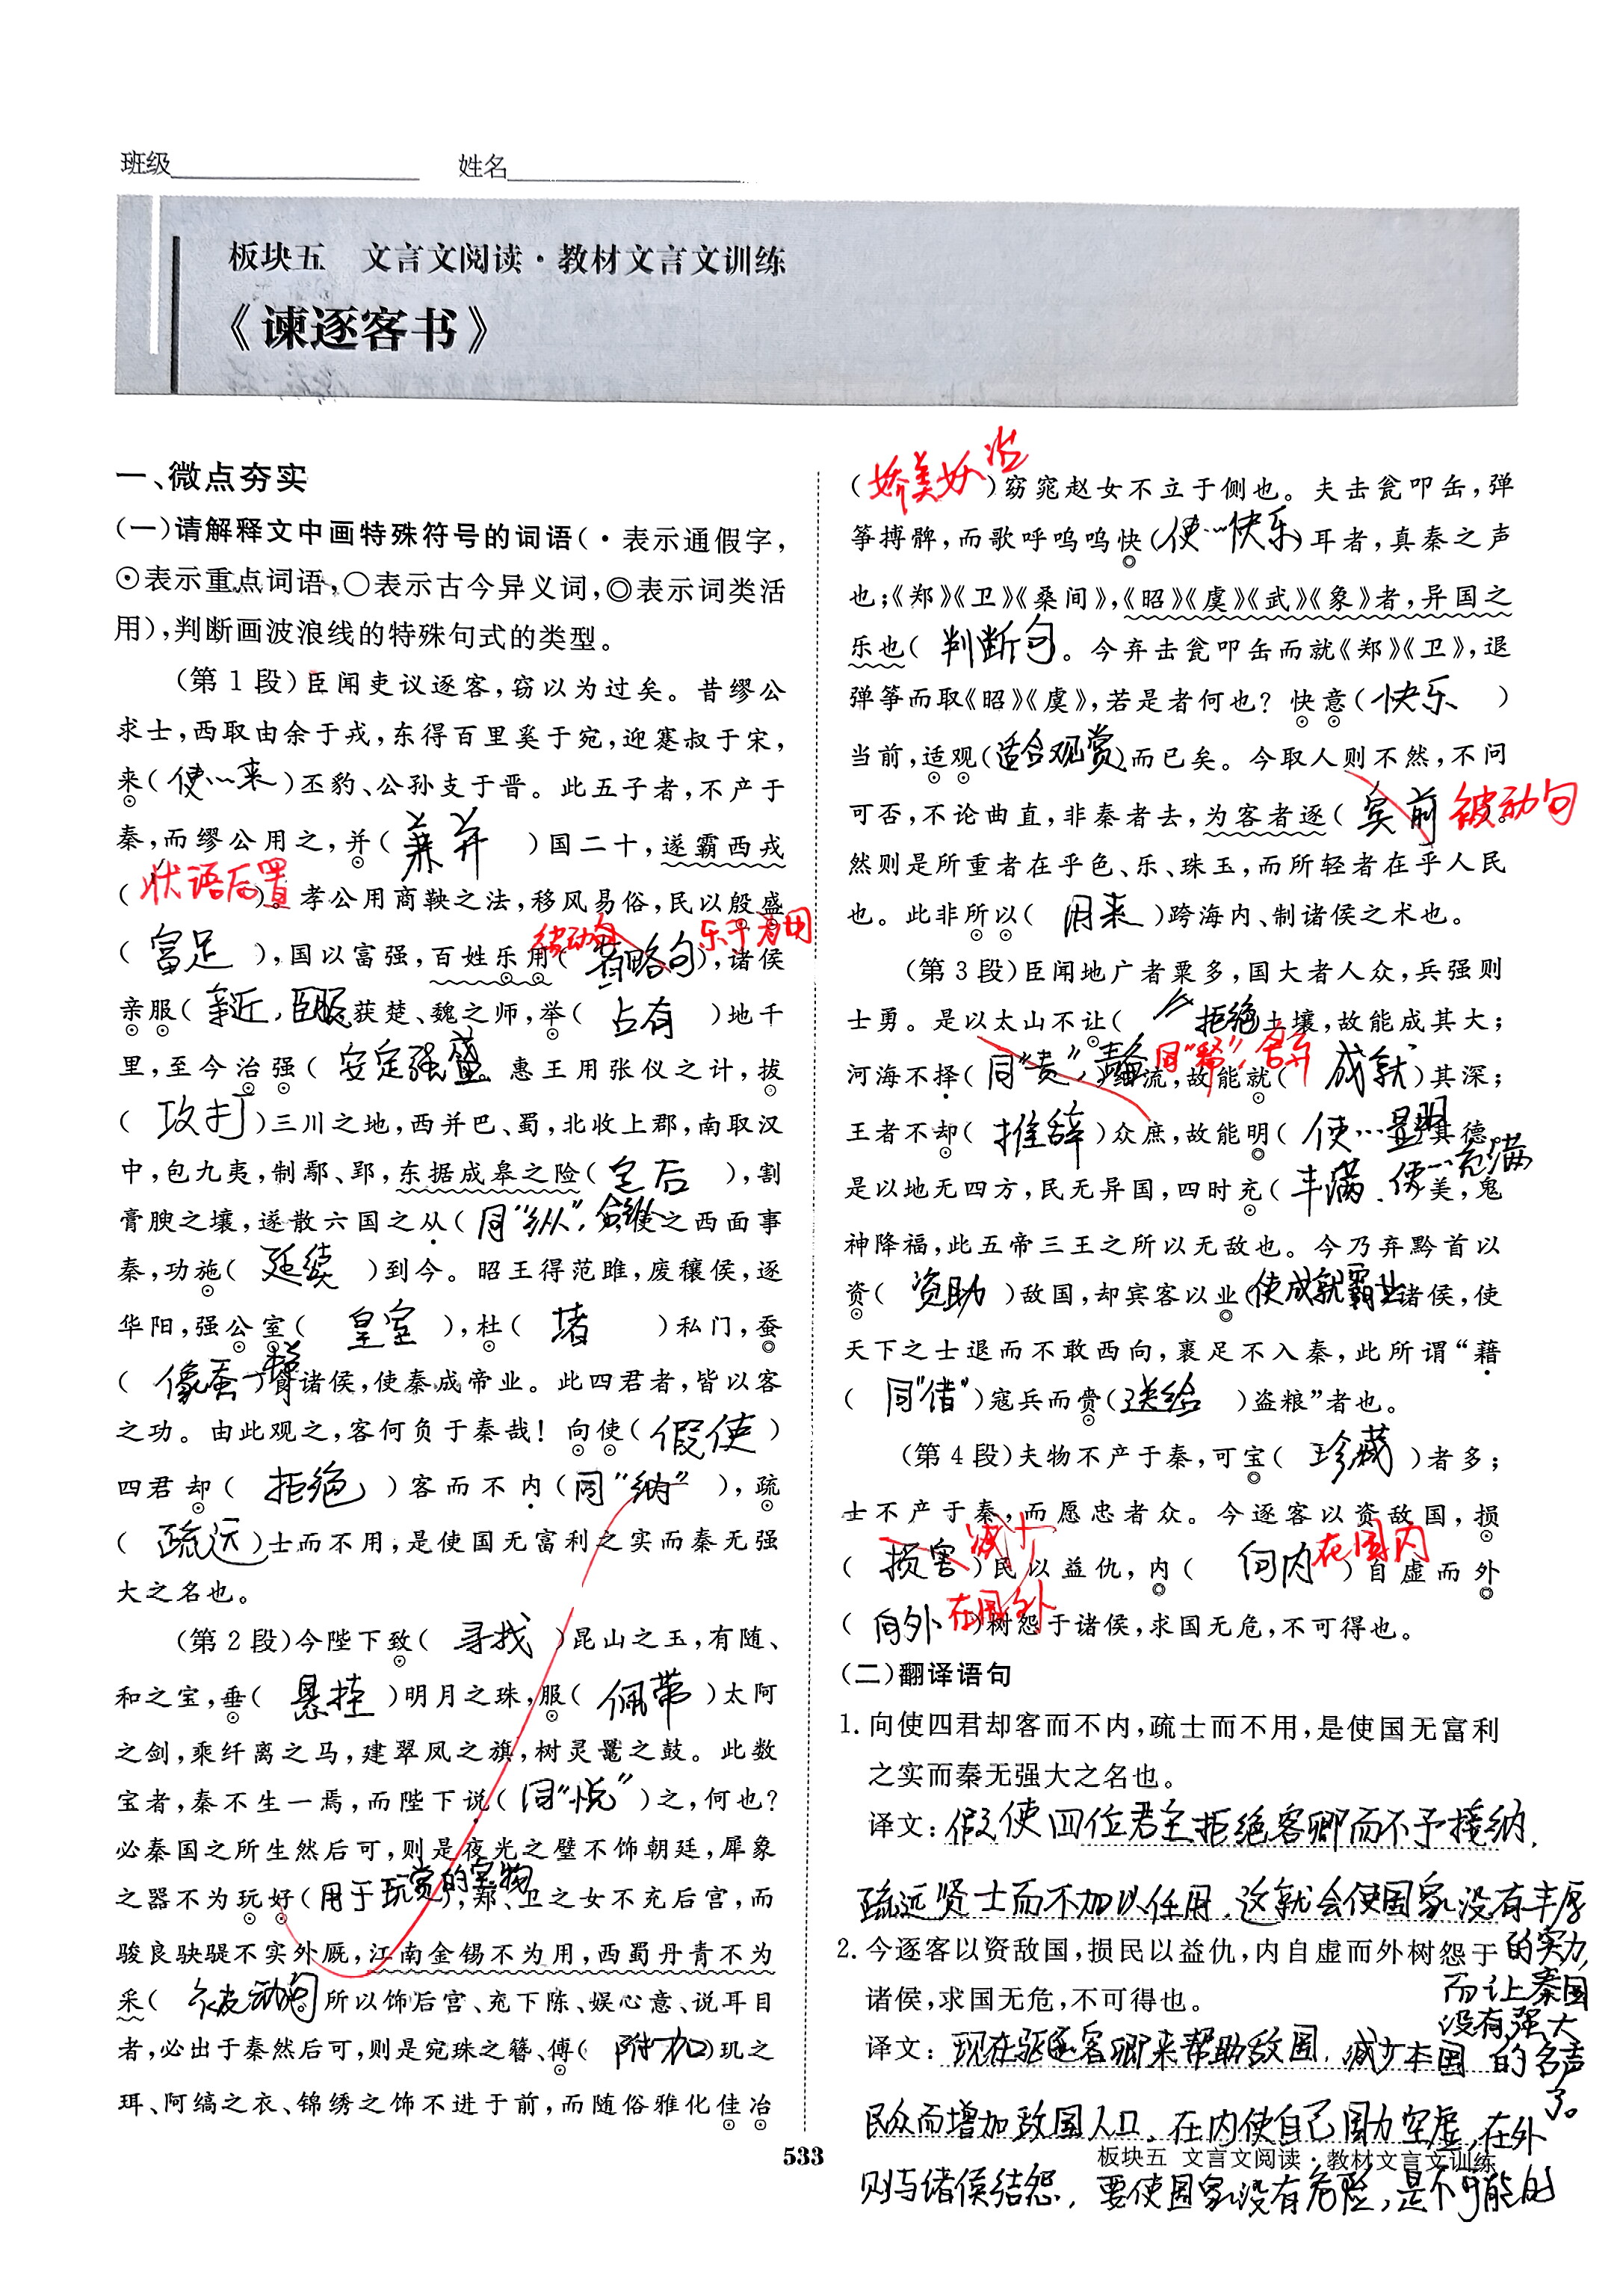 班级 姓名
板块五 文言文阅读·教材文言文训练
《谏逐客书》
一、微点夯实
(一)请解释文中画特殊符号的词语(·表示通假字,
⊙表示重点词语,○表示古今异义词,◎表示词类活
用),判断画波浪线的特殊句式的类型。
(第1段)臣闻吏议逐客,窃以为过矣。昔缪公
求士,西取由余于戎,东得百里奚于宛,迎蹇叔于宋,
来(使…来)丕豹、公孙支于晋。此五子者,不产于
秦,而缪公用之,并(兼并)国二十,遂霸西戎
(状语后置)。孝公用商鞅之法,移风易俗,民以殷盛
(富足),国以富强,百姓乐用(省略句 被动句 乐于为用),诸侯
亲服(亲近,臣服)获楚、魏之师,举(占有)地千
里,至今治强(安定强盛。惠王用张仪之计,拔
(攻打)三川之地,西并巴、蜀,北收上郡,南取汉
中,包九夷,制鄢、郢,东据成皋之险(定后),割
膏腴之壤,遂散六国之从(同“纵”,合纵使之西面事
秦,功施(延续)到今。昭王得范雎,废穰侯,逐
华阳,强公室(皇室),杜(堵)私门,蚕
(像蚕一样)食诸侯,使秦成帝业。此四君者,皆以客
之功。由此观之,客何负于秦哉!向使(假使)
四君却(拒绝)客而不内(同“纳”),疏
(疏远)士而不用,是使国无富利之实而秦无强
大之名也。
(第2段)今陛下致(寻找)昆山之玉,有随、
和之宝,垂(悬挂)明月之珠,服(佩带)太阿
之剑,乘纤离之马,建翠凤之旗,树灵鼍之鼓。此数
宝者,秦不生一焉,而陛下说(同“悦”)之,何也?
必秦国之所生然后可,则是夜光之璧不饰朝廷,犀象
之器不为玩好(用于玩赏的宝物),郑、卫之女不充后宫,而
骏良駃騠不实外厩,江南金锡不为用,西蜀丹青不为
采(被动句)所以饰后宫、充下陈、娱心意、说耳目
者,必出于秦然后可,则是宛珠之簪、傅(附加)玑之
珥、阿缟之衣、锦绣之饰不进于前,而随俗雅化佳冶
(娇美妖冶)窈窕赵女不立于侧也。夫击瓮叩缶,弹
筝搏髀,而歌呼呜呜快(使…快乐)耳者,真秦之声
也;《郑》《卫》《桑间》,《昭》《虞》《武》《象》者,异国之
乐也(判断句。今弃击瓮叩缶而就《郑》《卫》,退
弹筝而取《昭》《虞》,若是者何也?快意(快乐)
当前,适观(适合观赏)而已矣。今取人则不然,不问
可否,不论曲直,非秦者去,为客者逐(宾前 被动句)。
然则是所重者在乎色、乐、珠玉,而所轻者在乎人民
也。此非所以(用来)跨海内、制诸侯之术也。
(第3段)臣闻地广者粟多,国大者人众,兵强则
士勇。是以太山不让(拒绝土壤,故能成其大;
河海不择(同“责”, 同“释”,舍弃 细流,故能就(成就)其深;
王者不却(推辞)众庶,故能明(使…显明其德。
是以地无四方,民无异国,四时充(丰满、使…充满美,鬼
神降福,此五帝三王之所以无敌也。今乃弃黔首以
资(资助)敌国,却宾客以业(使成就霸业诸侯,使
天下之士退而不敢西向,裹足不入秦,此所谓“藉
(同“借”)寇兵而赍(送给)盗粮”者也。
(第4段)夫物不产于秦,可宝(珍藏)者多;
士不产于秦,而愿忠者众。今逐客以资敌国,损
(损害 减少)民以益仇,内(向内 在国内)自虚而外
(向外 在国外)树怨于诸侯,求国无危,不可得也。
(二)翻译语句
1. 向使四君却客而不内,疏士而不用,是使国无富利
之实而秦无强大之名也。
译文:假使四位君主拒绝客卿而不予接纳,
疏远贤士而不加以任用,这就会使国家没有丰厚
的实力,
而让秦国
没有强大
的名声
了。
2. 今逐客以资敌国,损民以益仇,内自虚而外树怨于
诸侯,求国无危,不可得也。
译文:现在驱逐客卿来帮助敌国,减少本国
民众而增加敌国人口,在内使自己国力空虚,在外
则与诸侯结怨,要使国家没有危险,是不可能的
533
板块五 文言文阅读·教材文言文训练